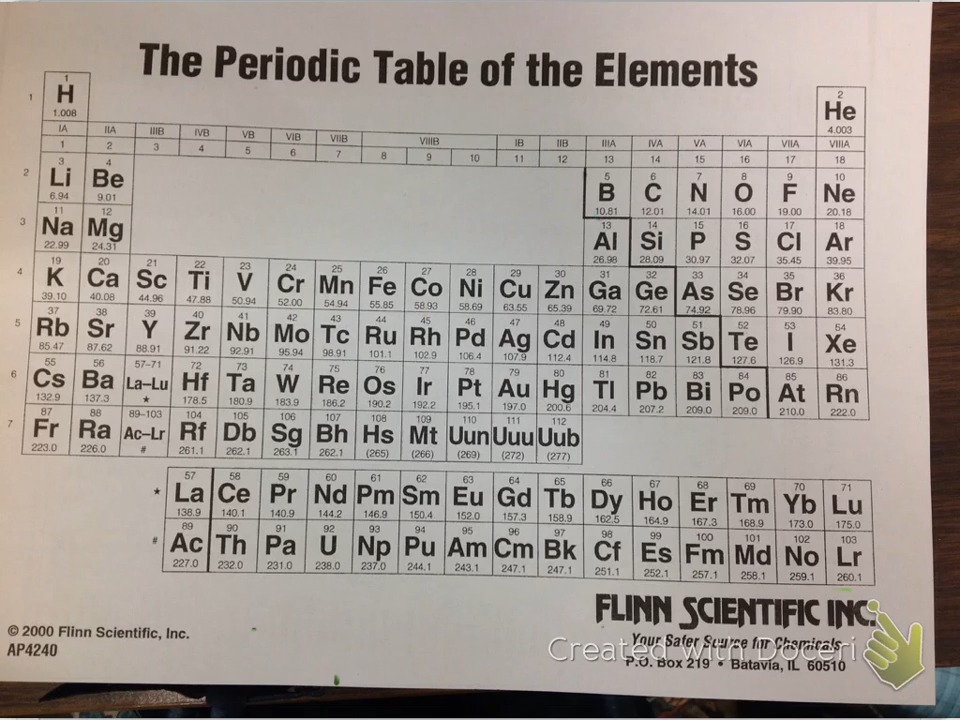 The Periodic Table of the Elements
1 2
1 H He
1.008 4.003
IA IIA IIIB IVB VB VIB VIIB VIIIB IB IIB IIIA IVA VA VIA VIIA VIIIA
1 2 3 4 5 6 7 8 9 10 11 12 13 14 15 16 17 18
3 4 5 6 7 8 9 10
2 Li Be B C N O F Ne
6.94 9.01 10.81 12.01 14.01 16.00 19.00 20.18
11 12 13 14 15 16 17 18
3 Na Mg Al Si P S Cl Ar
22.99 24.31 26.98 28.09 30.97 32.07 35.45 39.95
19 20 21 22 23 24 25 26 27 28 29 30 31 32 33 34 35 36
4 K Ca Sc Ti V Cr Mn Fe Co Ni Cu Zn Ga Ge As Se Br Kr
39.10 40.08 44.96 47.88 50.94 52.00 54.94 55.85 58.93 58.69 63.55 65.39 69.72 72.61 74.92 78.96 79.90 83.80
37 38 39 40 41 42 43 44 45 46 47 48 49 50 51 52 53 54
5 Rb Sr Y Zr Nb Mo Tc Ru Rh Pd Ag Cd In Sn Sb Te I Xe
85.47 87.62 88.91 91.22 92.91 95.94 98.91 101.1 102.9 106.4 107.9 112.4 114.8 118.7 121.8 127.6 126.9 131.3
55 56 57–71 72 73 74 75 76 77 78 79 80 81 82 83 84 85 86
6 Cs Ba La–Lu Hf Ta W Re Os Ir Pt Au Hg Tl Pb Bi Po At Rn
132.9 137.3 ★ 178.5 180.9 183.9 186.2 190.2 192.2 195.1 197.0 200.6 204.4 207.2 209.0 209.0 210.0 222.0
87 88 89–103 104 105 106 107 108 109 110 111 112
7 Fr Ra Ac–Lr Rf Db Sg Bh Hs Mt Uun Uuu Uub
223.0 226.0 # 261.1 262.1 263.1 262.1 (265) (266) (269) (272) (277)
57 58 59 60 61 62 63 64 65 66 67 68 69 70 71
★ La Ce Pr Nd Pm Sm Eu Gd Tb Dy Ho Er Tm Yb Lu
138.9 140.1 140.9 144.2 146.9 150.4 152.0 157.3 158.9 162.5 164.9 167.3 168.9 173.0 175.0
89 90 91 92 93 94 95 96 97 98 99 100 101 102 103
# Ac Th Pa U Np Pu Am Cm Bk Cf Es Fm Md No Lr
227.0 232.0 231.0 238.0 237.0 244.1 243.1 247.1 247.1 251.1 252.1 257.1 258.1 259.1 260.1
FLINN SCIENTIFIC INC.
© 2000 Flinn Scientific, Inc.
AP4240
Your Safer Source for Chemicals
Created with Doceri
P.O. Box 219 • Batavia, IL 60510